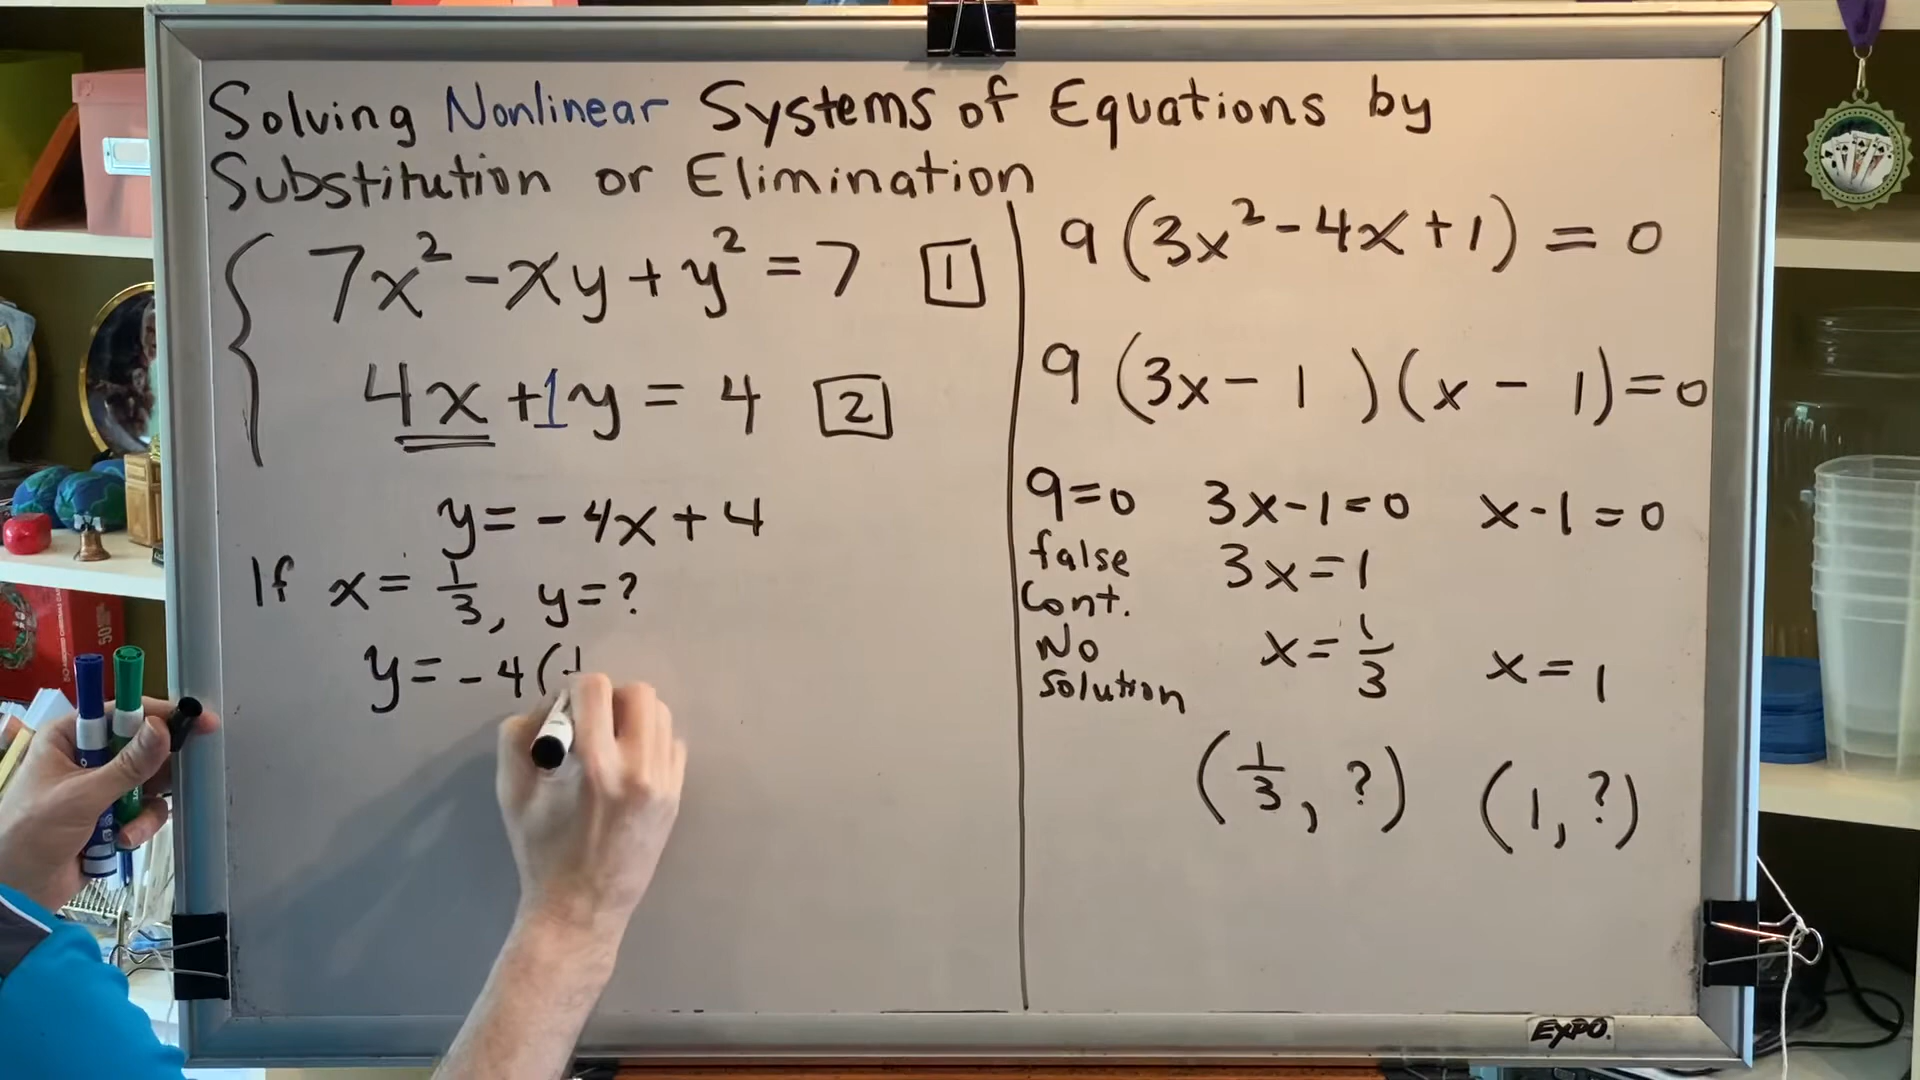 Solving Nonlinear Systems of Equations by
Substitution or Elimination
7x² - xy + y² = 7 [1]
4x + 1y = 4 [2]
y = -4x + 4
If x = 1/3, y = ?
y = -4(1
9(3x² - 4x + 1) = 0
9(3x - 1)(x - 1) = 0
9=0 3x-1=0 x-1=0
false 3x=1
Cont.
No x=1/3 x=1
solution
(1/3, ?) (1, ?)
EXPO